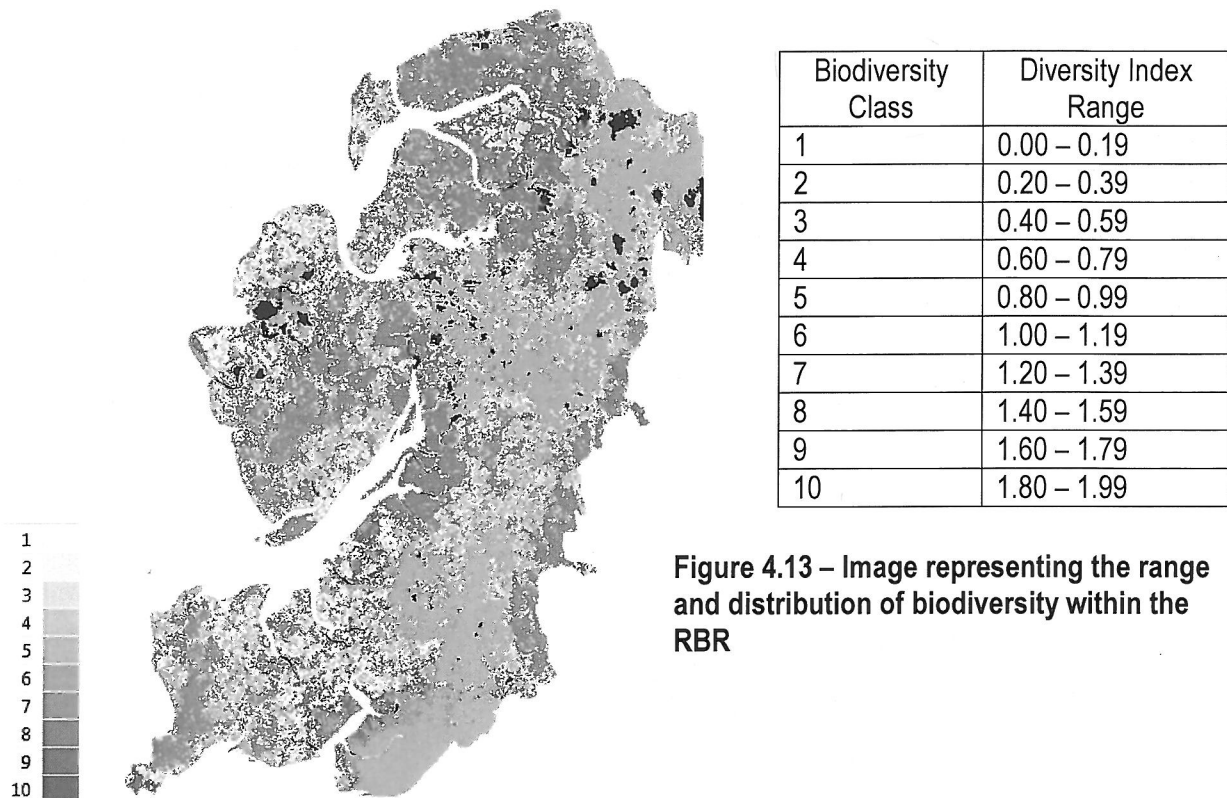 Biodiversity Class | Diversity Index Range
1 | 0.00 – 0.19
2 | 0.20 – 0.39
3 | 0.40 – 0.59
4 | 0.60 – 0.79
5 | 0.80 – 0.99
6 | 1.00 – 1.19
7 | 1.20 – 1.39
8 | 1.40 – 1.59
9 | 1.60 – 1.79
10 | 1.80 – 1.99
Figure 4.13 – Image representing the range
and distribution of biodiversity within the
RBR
1
2
3
4
5
6
7
8
9
10